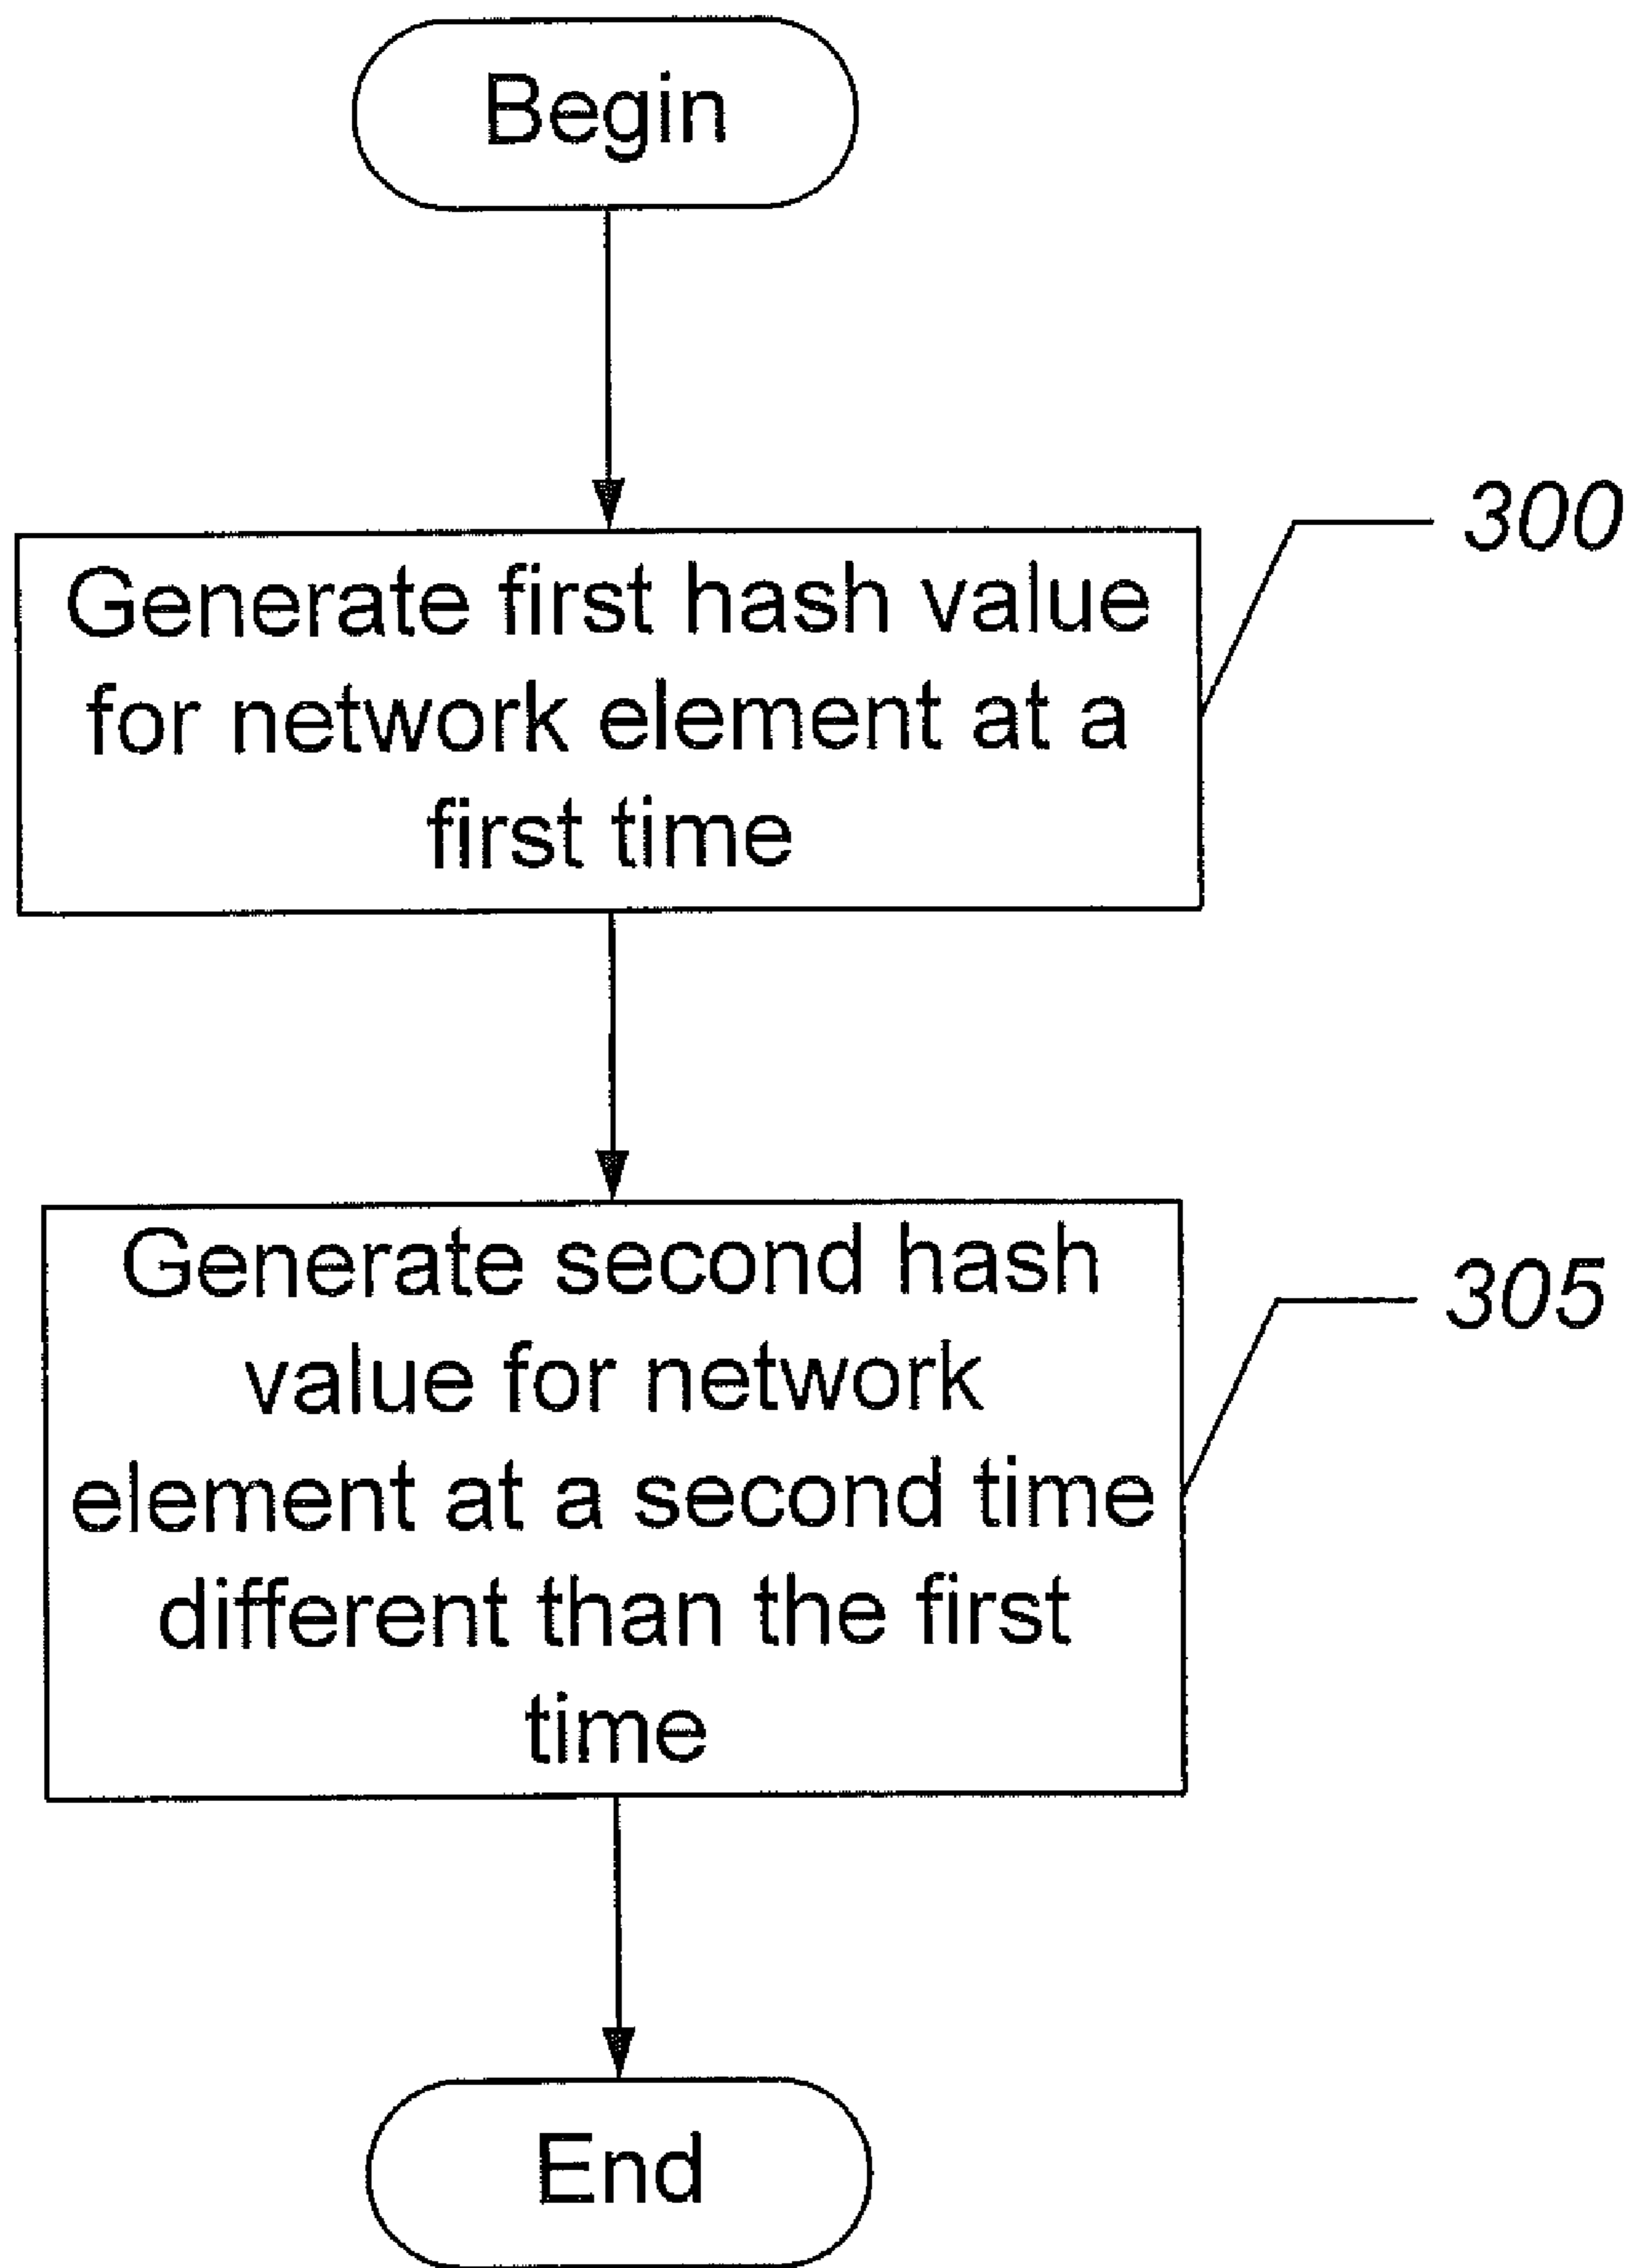 Begin
300
Generate first hash value
for network element at a
first time
305
Generate second hash
value for network
element at a second time
different than the first
time
End